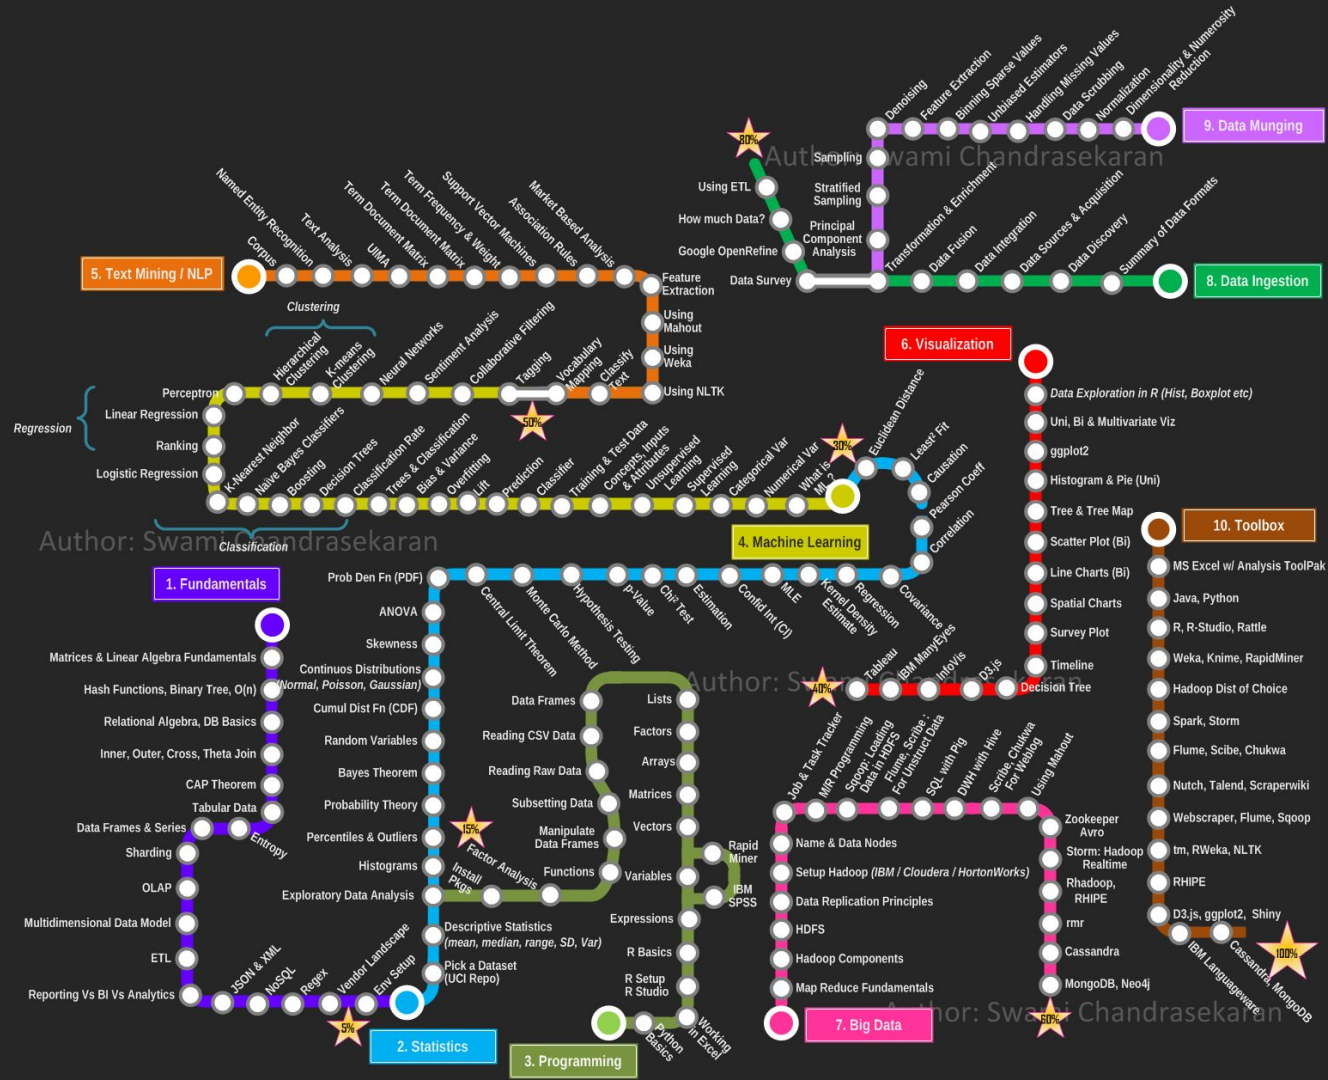 Denoising
Feature Extraction
Binning Sparse Values
Unbiased Estimators
Handling Missing Values
Data Scrubbing
Normalization
Dimensionality & Numerosity
Reduction
9. Data Munging
80%
Author: Swami Chandrasekaran
Sampling
Stratified
Sampling
Principal
Component
Analysis
Using ETL
How much Data?
Google OpenRefine
Data Survey
Transformation & Enrichment
Data Fusion
Data Integration
Data Sources & Acquisition
Data Discovery
Summary of Data Formats
8. Data Ingestion
5. Text Mining / NLP
Corpus
Named Entity Recognition
Text Analysis
UIMA
Term Document Matrix
Term Document Matrix
Term Frequency & Weight
Support Vector Machines
Association Rules
Market Based Analysis
Feature
Extraction
Using
Mahout
Using
Weka
Using NLTK
Classify
Text
Vocabulary
Mapping
Tagging
50%
Collaborative Filtering
Sentiment Analysis
Neural Networks
Clustering
K-means
Clustering
Hierarchical
Clustering
Perceptron
Regression
Linear Regression
Ranking
Logistic Regression
K-Nearest Neighbor
Naive Bayes Classifiers
Boosting
Decision Trees
Classification Rate
Trees & Classification
Bias & Variance
Overfitting
Lift
Prediction
Classifier
Training & Test Data
Concepts, Inputs
& Attributes
Unsupervised
Learning
Supervised
Learning
Categorical Var
Numerical Var
What is
ML?
30%
Classification
Author: Swami Chandrasekaran
4. Machine Learning
Euclidean Distance
Least² Fit
Causation
Pearson Coeff
Correlation
Covariance
Regression
Kernel Density
Estimate
MLE
Confid Int (CI)
Estimation
Chi² Test
p-Value
Hypothesis Testing
Monte Carlo Method
Central Limit Theorem
Prob Den Fn (PDF)
ANOVA
Skewness
Continuos Distributions
(Normal, Poisson, Gaussian)
Cumul Dist Fn (CDF)
Random Variables
Bayes Theorem
Probability Theory
Percentiles & Outliers
Histograms
Exploratory Data Analysis
Descriptive Statistics
(mean, median, range, SD, Var)
Pick a Dataset
(UCI Repo)
2. Statistics
1. Fundamentals
Matrices & Linear Algebra Fundamentals
Hash Functions, Binary Tree, O(n)
Relational Algebra, DB Basics
Inner, Outer, Cross, Theta Join
CAP Theorem
Tabular Data
Entropy
Data Frames & Series
Sharding
OLAP
Multidimensional Data Model
ETL
Reporting Vs BI Vs Analytics
JSON & XML
NoSQL
Regex
Vendor Landscape
Env Setup
5%
15%
Install
Pkgs
Factor Analysis
Functions
Manipulate
Data Frames
Subsetting Data
Reading Raw Data
Reading CSV Data
Data Frames
Lists
Factors
Arrays
Matrices
Vectors
Variables
Rapid
Miner
IBM
SPSS
Expressions
R Basics
R Setup
R Studio
Working
in Excel
Python
Basics
3. Programming
6. Visualization
Data Exploration in R (Hist, Boxplot etc)
Uni, Bi & Multivariate Viz
ggplot2
Histogram & Pie (Uni)
Tree & Tree Map
Scatter Plot (Bi)
Line Charts (Bi)
Spatial Charts
Survey Plot
Timeline
Decision Tree
D3.js
InfoVis
IBM ManyEyes
Tableau
40%
Author: Swami Chandrasekaran
Job & Task Tracker
M/R Programming
Sqoop: Loading
Data in HDFS
Flume, Scribe :
For Unstruct Data
SQL with Pig
DWH with Hive
Scribe, Chukwa
For Weblog
Using Mahout
Zookeeper
Avro
Storm: Hadoop
Realtime
Rhadoop,
RHIPE
rmr
Cassandra
MongoDB, Neo4j
60%
Name & Data Nodes
Setup Hadoop (IBM / Cloudera / HortonWorks)
Data Replication Principles
HDFS
Hadoop Components
Map Reduce Fundamentals
7. Big Data
Author: Swami Chandrasekaran
10. Toolbox
MS Excel w/ Analysis ToolPak
Java, Python
R, R-Studio, Rattle
Weka, Knime, RapidMiner
Hadoop Dist of Choice
Spark, Storm
Flume, Scibe, Chukwa
Nutch, Talend, Scraperwiki
Webscraper, Flume, Sqoop
tm, RWeka, NLTK
RHIPE
D3.js, ggplot2, Shiny
IBM Languageware
Cassandra, MongoDB
100%